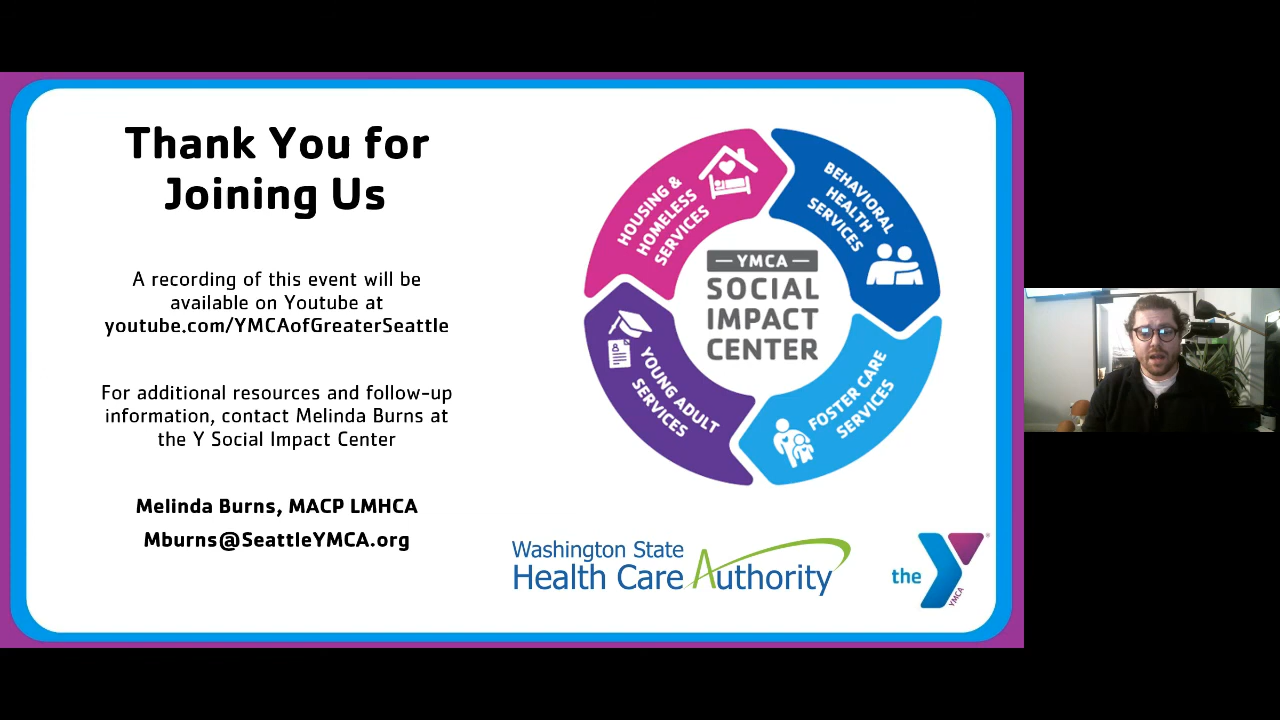 Thank You for
Joining Us
A recording of this event will be
available on Youtube at
youtube.com/YMCAofGreaterSeattle
For additional resources and follow-up
information, contact Melinda Burns at
the Y Social Impact Center
Melinda Burns, MACP LMHCA
Mburns@SeattleYMCA.org
HOUSING &
HOMELESS
SERVICES
BEHAVIORAL
HEALTH
SERVICES
YOUNG ADULT
SERVICES
FOSTER CARE
SERVICES
YMCA
SOCIAL
IMPACT
CENTER
Washington State
Health Care Authority
the
YMCA